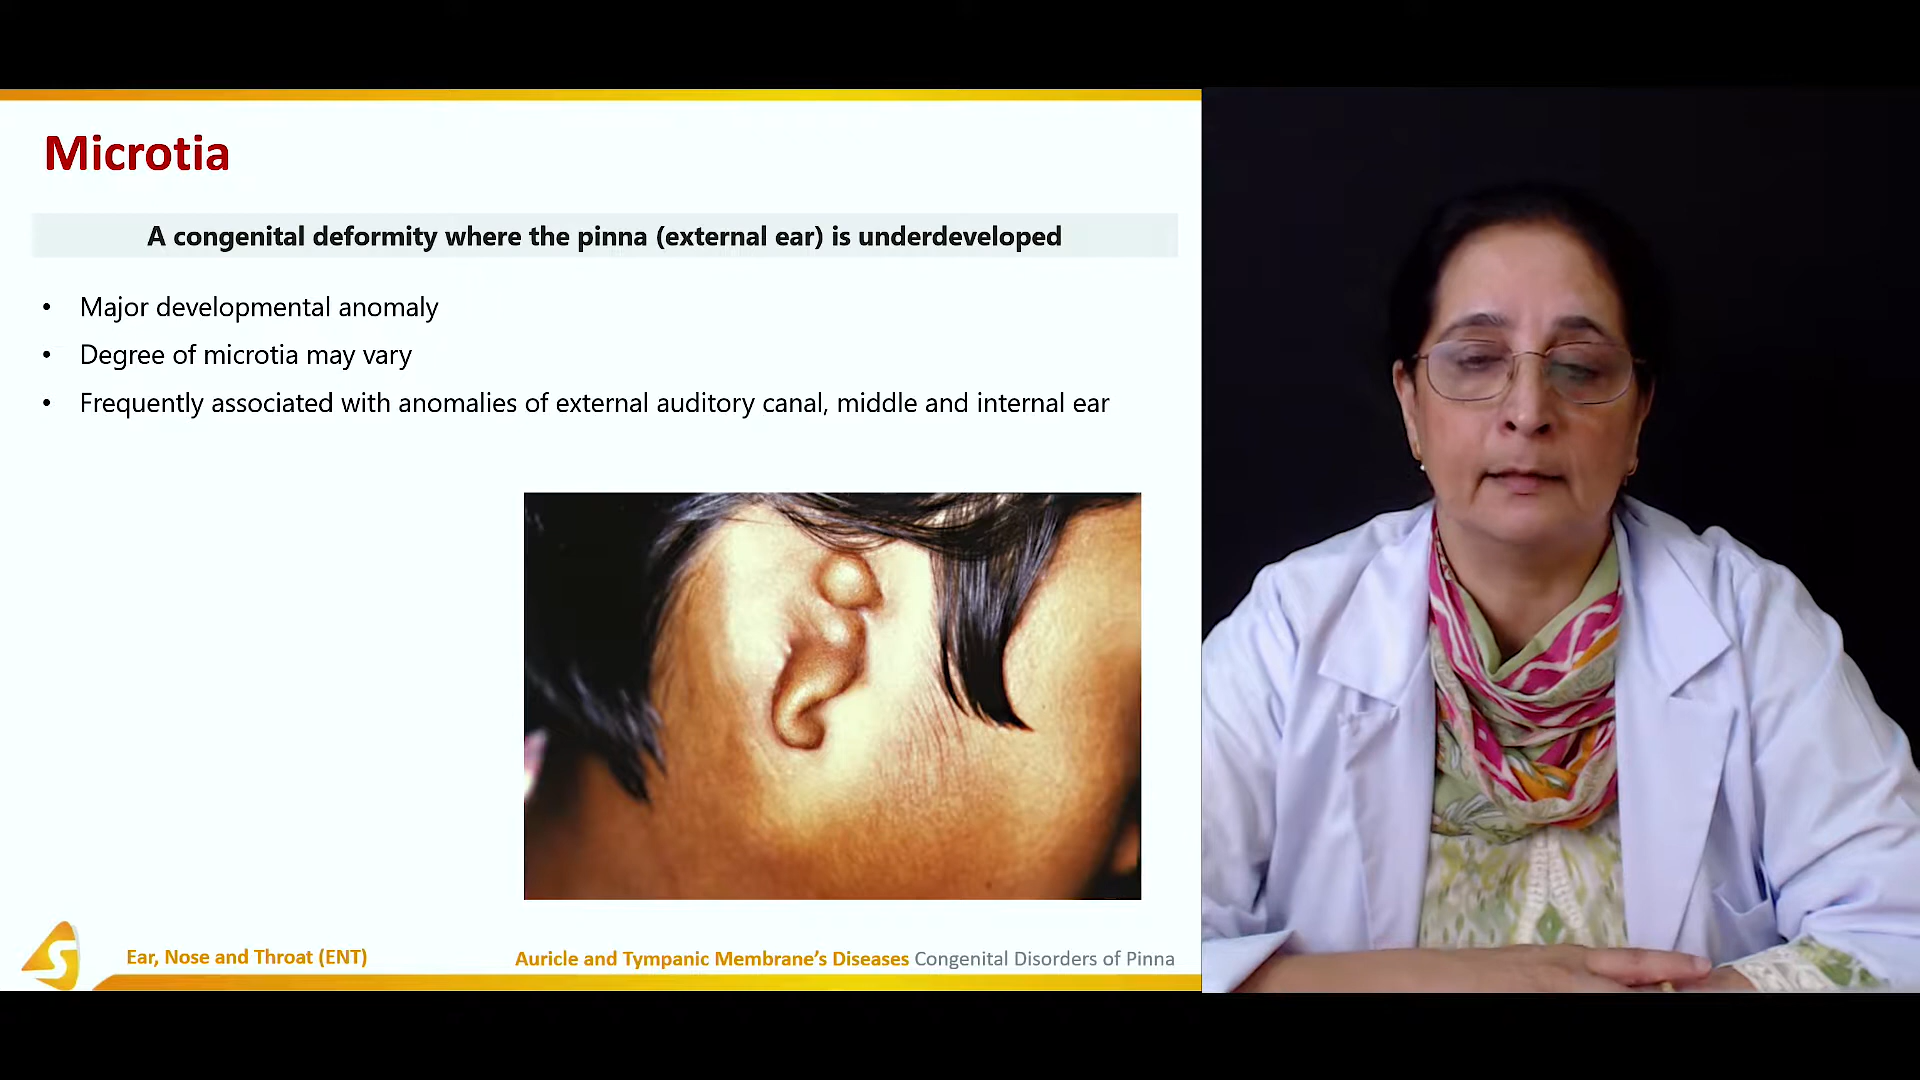 Microtia
A congenital deformity where the pinna (external ear) is underdeveloped
• Major developmental anomaly
• Degree of microtia may vary
• Frequently associated with anomalies of external auditory canal, middle and internal ear
Ear, Nose and Throat (ENT)
Auricle and Tympanic Membrane’s Diseases Congenital Disorders of Pinna